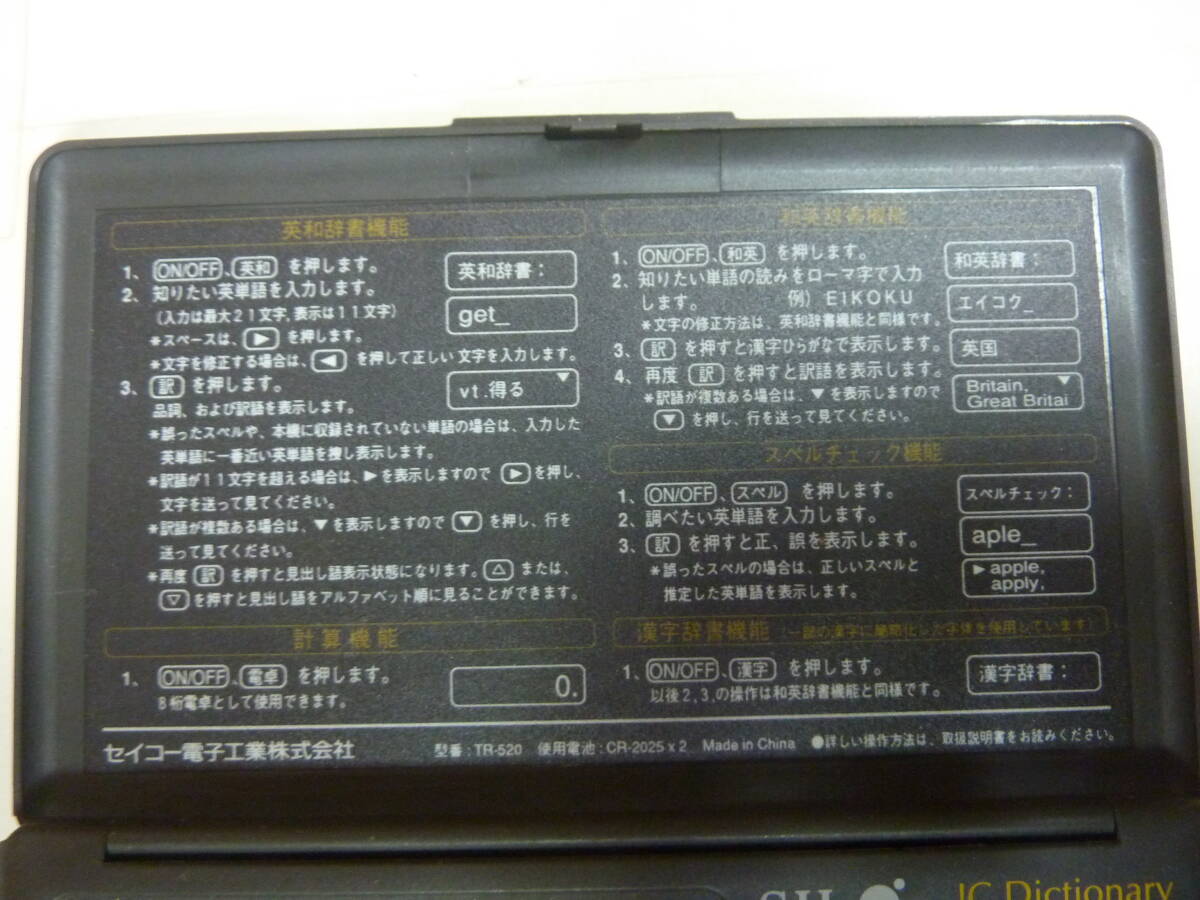 英和辞書機能
1、 ON/OFF、英和 を押します。
英和辞書：
2、知りたい英単語を入力します。
（入力は最大21文字,表示は11文字）
get_
＊スペースは、▶ を押します。
＊文字を修正する場合は、◀ を押して正しい文字を入力します。
3、訳 を押します。
vt.得る ▼
品詞、および訳語を表示します。
＊誤ったスペルや、本機に収録されていない単語の場合は、入力した
英単語に一番近い英単語を捜し表示します。
＊訳語が11文字を超える場合は、▶を表示しますので ▶ を押し、
文字を送って見てください。
＊訳語が複数ある場合は、▼を表示しますので ▼ を押し、行を
送って見てください。
＊再度 訳 を押すと見出し語表示状態になります。△ または、
▽ を押すと見出し語をアルファベット順に見ることができます。
計算機能
1、 ON/OFF、電卓 を押します。
8桁電卓として使用できます。
0.
和英辞書機能
1、 ON/OFF、和英 を押します。
和英辞書：
2、知りたい単語の読みをローマ字で入力
します。 例）EIKOKU
エイコク_
＊文字の修正方法は、英和辞書機能と同様です。
3、訳 を押すと漢字ひらがなで表示します。
英国
4、再度 訳 を押すと訳語を表示します。
＊訳語が複数ある場合は、▼を表示しますので
▼ を押し、行を送って見てください。
Britain, ▼
Great Britai
スペルチェック機能
1、 ON/OFF、スペル を押します。
スペルチェック：
2、調べたい英単語を入力します。
aple_
3、訳 を押すと正、誤を表示します。
＊誤ったスペルの場合は、正しいスペルと
推定した英単語を表示します。
▶apple,
apply,
漢字辞書機能（一部の漢字に簡略化した字体を使用しています）
1、 ON/OFF、漢字 を押します。
以後2,3,の操作は和英辞書機能と同様です。
漢字辞書：
セイコー電子工業株式会社 型番：TR-520 使用電池：CR-2025 x 2 Made in China ●詳しい操作方法は、取扱説明書をお読みください。
IC Dictionary